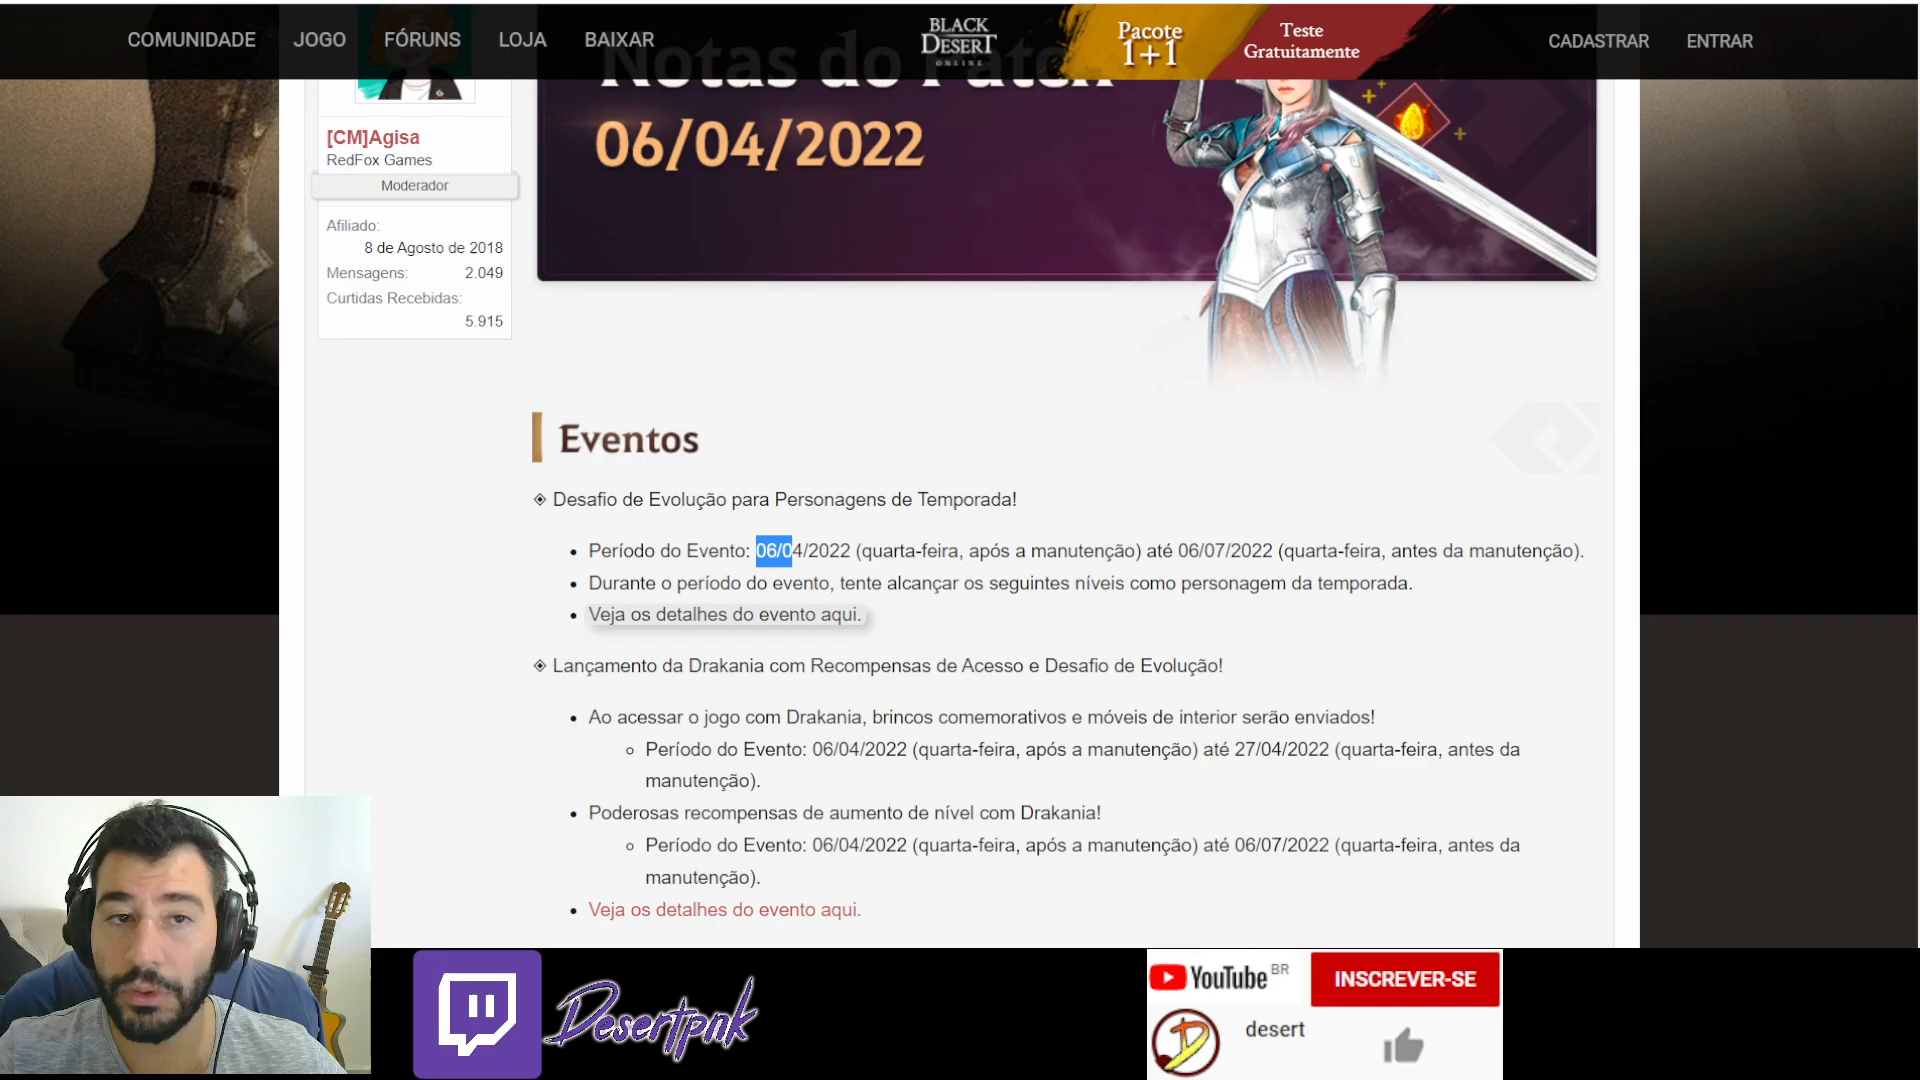 COMUNIDADE JOGO FÓRUNS LOJA BAIXAR BLACK DESERT ONLINE Pacote 1+1 Teste Gratuitamente CADASTRAR ENTRAR
Notas do Patch
06/04/2022
[CM]Agisa
RedFox Games
Moderador
Afiliado:
8 de Agosto de 2018
Mensagens: 2.049
Curtidas Recebidas:
5.915
Eventos
Desafio de Evolução para Personagens de Temporada!
• Período do Evento: 06/04/2022 (quarta-feira, após a manutenção) até 06/07/2022 (quarta-feira, antes da manutenção).
• Durante o período do evento, tente alcançar os seguintes níveis como personagem da temporada.
• Veja os detalhes do evento aqui.
Lançamento da Drakania com Recompensas de Acesso e Desafio de Evolução!
• Ao acessar o jogo com Drakania, brincos comemorativos e móveis de interior serão enviados!
Período do Evento: 06/04/2022 (quarta-feira, após a manutenção) até 27/04/2022 (quarta-feira, antes da
manutenção).
• Poderosas recompensas de aumento de nível com Drakania!
Período do Evento: 06/04/2022 (quarta-feira, após a manutenção) até 06/07/2022 (quarta-feira, antes da
manutenção).
• Veja os detalhes do evento aqui.
Desertpnk
YouTube BR
INSCREVER-SE
desert